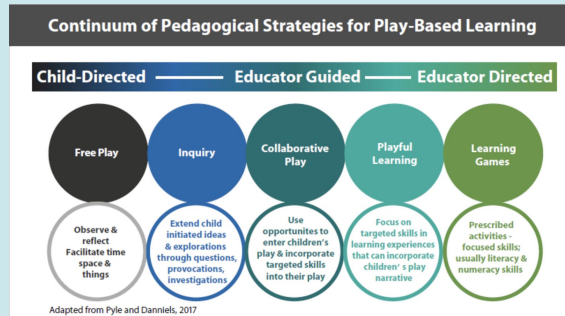 Continuum of Pedagogical Strategies for Play-Based Learning
Child-Directed Educator Guided Educator Directed
Free Play
Inquiry
Collaborative
Play
Playful
Learning
Learning
Games
Observe &
reflect
Facilitate time
space &
things
Extend child
initiated ideas
& explorations
through questions,
provocations,
investigations
Use
opportunites to
enter children's
play & incorporate
targeted skills
into their play
Focus on
targeted skills in
learning experiences
that can incorporate
children' s play
narrative
Prescribed
activities -
focused skills;
usually literacy &
numeracy skills
Adapted from Pyle and Danniels, 2017